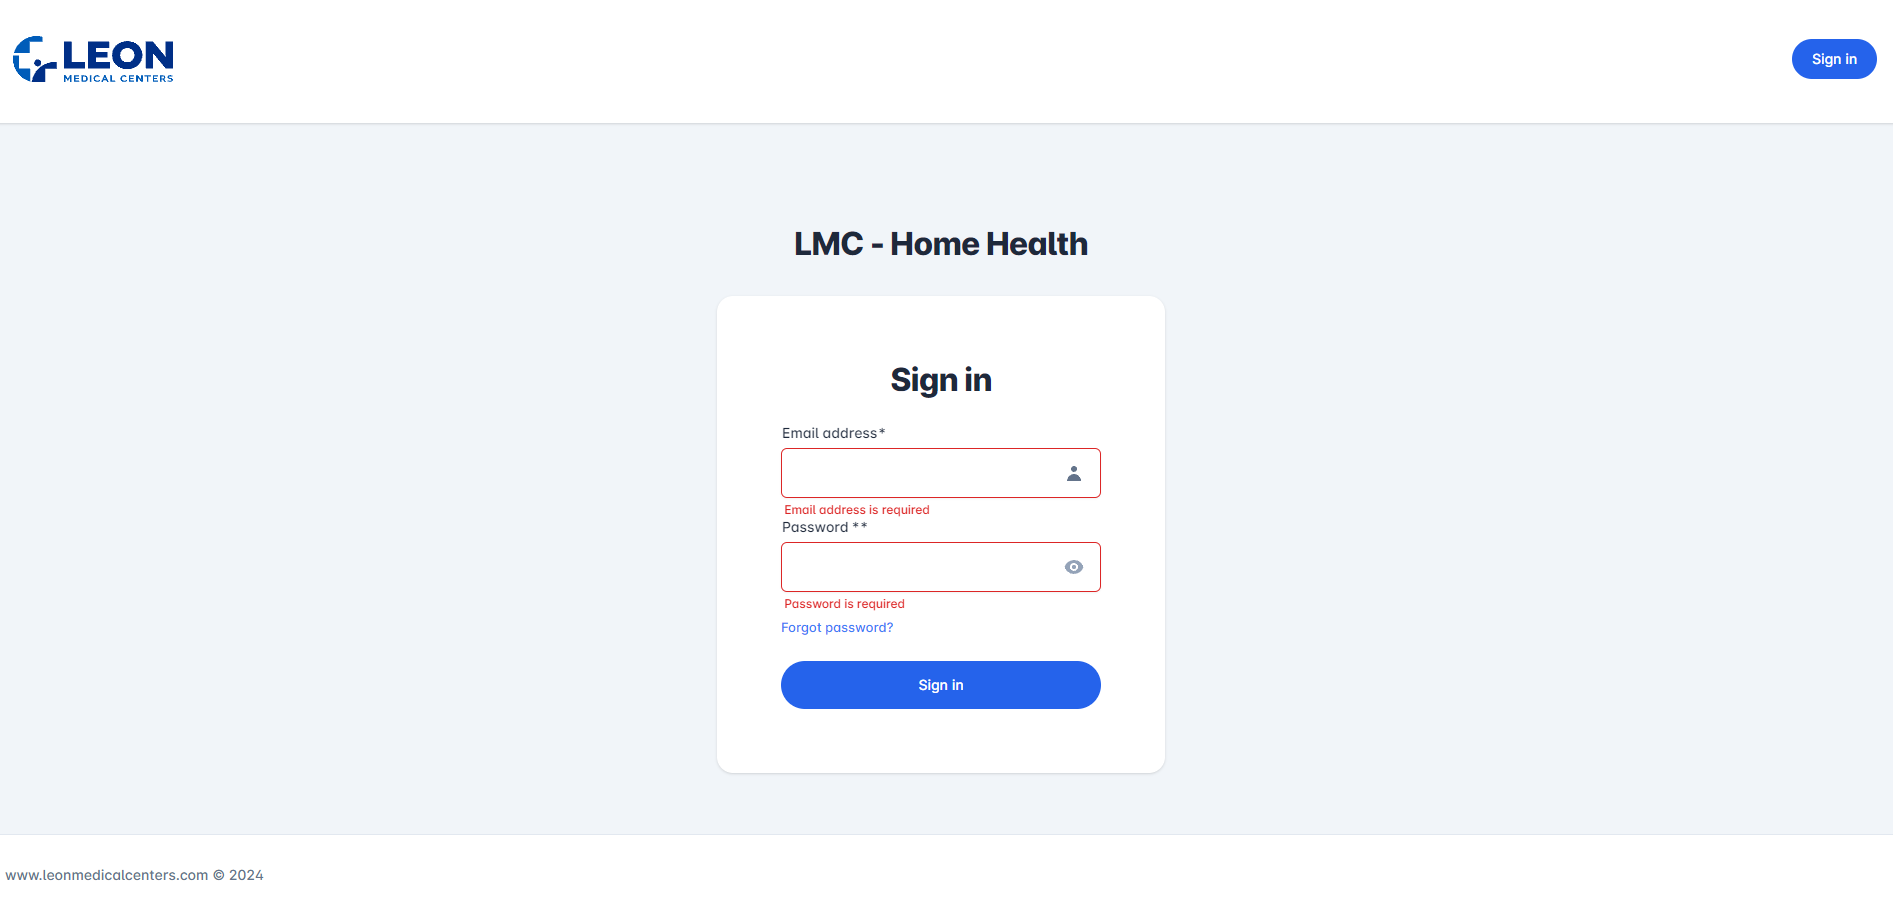 LEON
MEDICAL CENTERS
Sign in
LMC - Home Health
Sign in
Email address*
Email address is required
Password **
Password is required
Forgot password?
Sign in
www.leonmedicalcenters.com © 2024